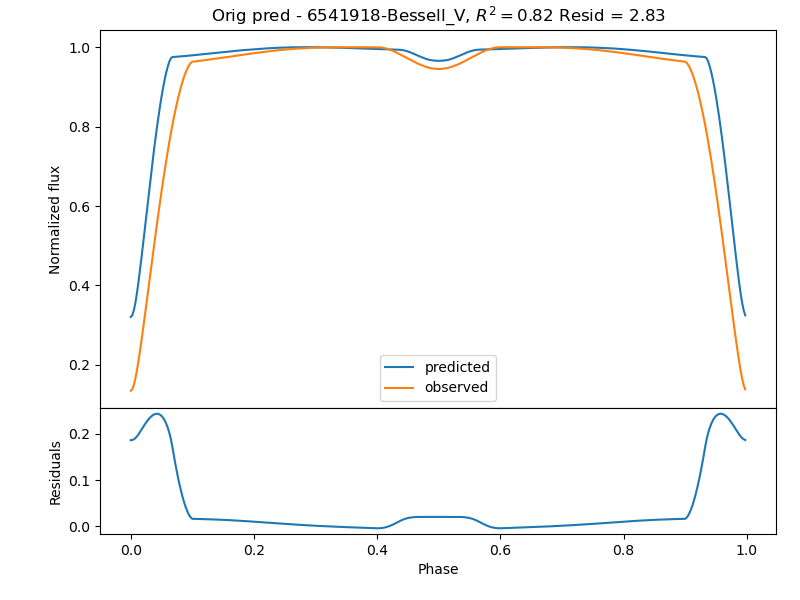 Orig pred - 6541918-Bessell_V, R² = 0.82 Resid = 2.83
Normalized flux
1.0
0.8
0.6
0.4
0.2
predicted
observed
Residuals
0.2
0.1
0.0
0.0 0.2 0.4 0.6 0.8 1.0
Phase